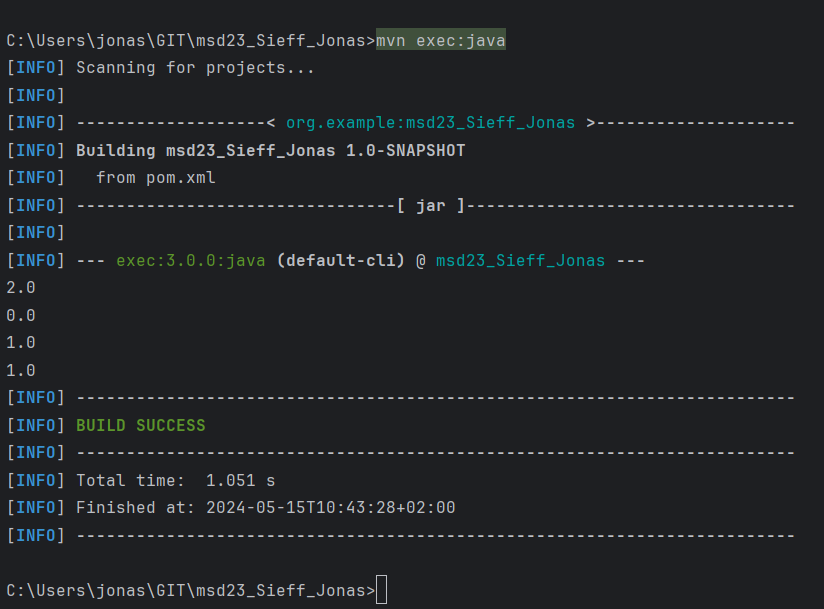 C:\Users\jonas\GIT\msd23_Sieff_Jonas>mvn exec:java
[INFO] Scanning for projects...
[INFO]
[INFO] -------------------< org.example:msd23_Sieff_Jonas >--------------------
[INFO] Building msd23_Sieff_Jonas 1.0-SNAPSHOT
[INFO]   from pom.xml
[INFO] --------------------------------[ jar ]---------------------------------
[INFO]
[INFO] --- exec:3.0.0:java (default-cli) @ msd23_Sieff_Jonas ---
2.0
0.0
1.0
1.0
[INFO] ------------------------------------------------------------------------
[INFO] BUILD SUCCESS
[INFO] ------------------------------------------------------------------------
[INFO] Total time:  1.051 s
[INFO] Finished at: 2024-05-15T10:43:28+02:00
[INFO] ------------------------------------------------------------------------
C:\Users\jonas\GIT\msd23_Sieff_Jonas>